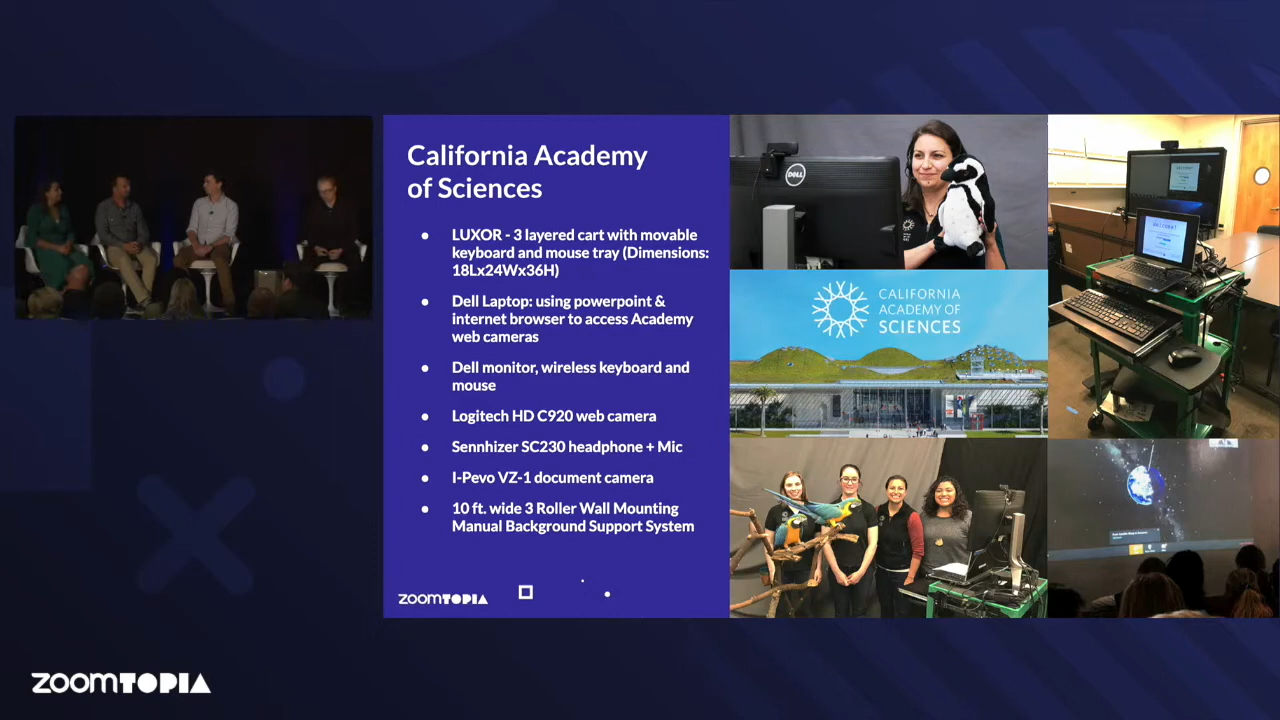 California Academy
of Sciences
● LUXOR - 3 layered cart with movable
keyboard and mouse tray (Dimensions:
18Lx24Wx36H)
● Dell Laptop: using powerpoint &
internet browser to access Academy
web cameras
● Dell monitor, wireless keyboard and
mouse
● Logitech HD C920 web camera
● Sennhizer SC230 headphone + Mic
● I-Pevo VZ-1 document camera
● 10 ft. wide 3 Roller Wall Mounting
Manual Background Support System
zoomTOPIA
DELL
CALIFORNIA
ACADEMY OF
SCIENCES
Welcome!
zoomTOPIA